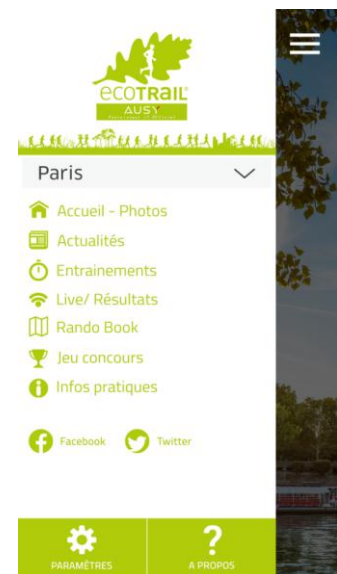 ecoTRaIL
AUSY
Paris
Accueil - Photos
Actualités
Entrainements
Live/ Résultats
Rando Book
Jeu concours
Infos pratiques
Facebook
Twitter
PARAMÈTRES
A PROPOS